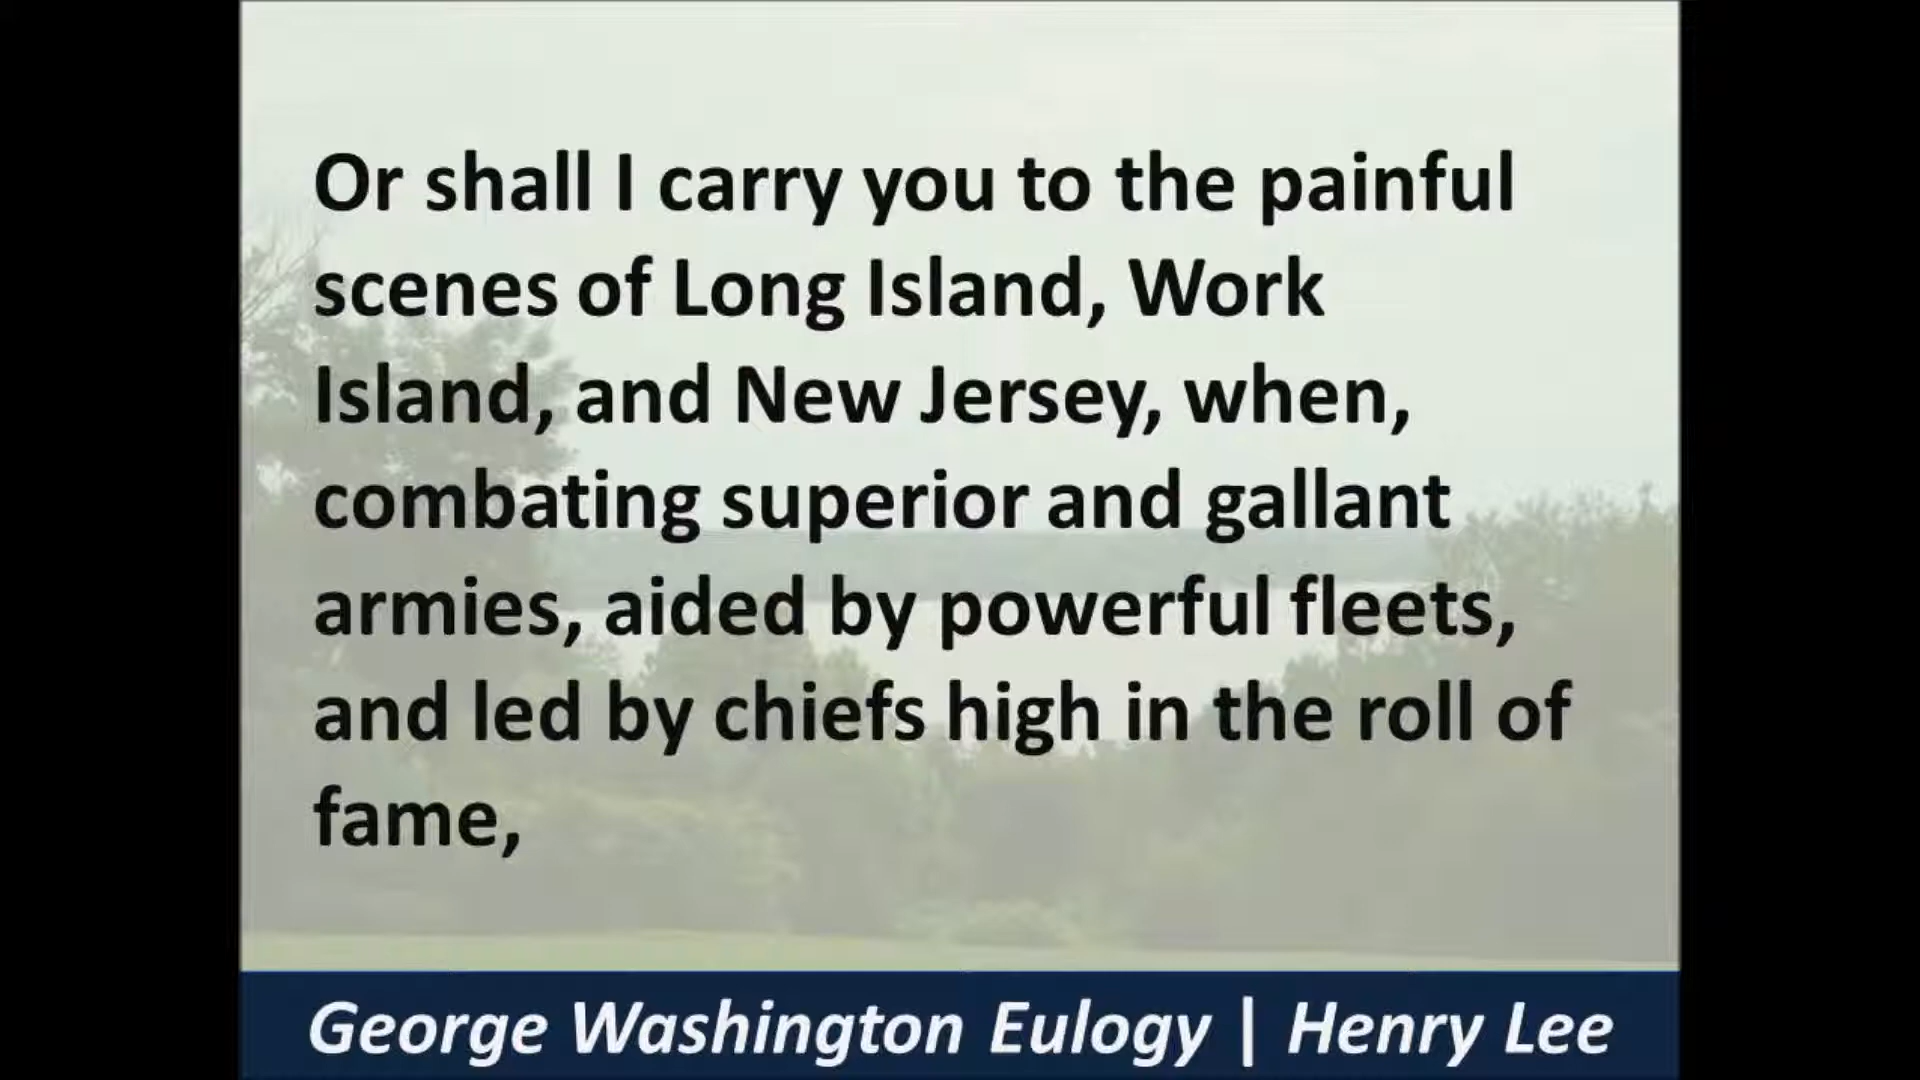 Or shall I carry you to the painful
scenes of Long Island, Work
Island, and New Jersey, when,
combating superior and gallant
armies, aided by powerful fleets,
and led by chiefs high in the roll of
fame,
George Washington Eulogy | Henry Lee